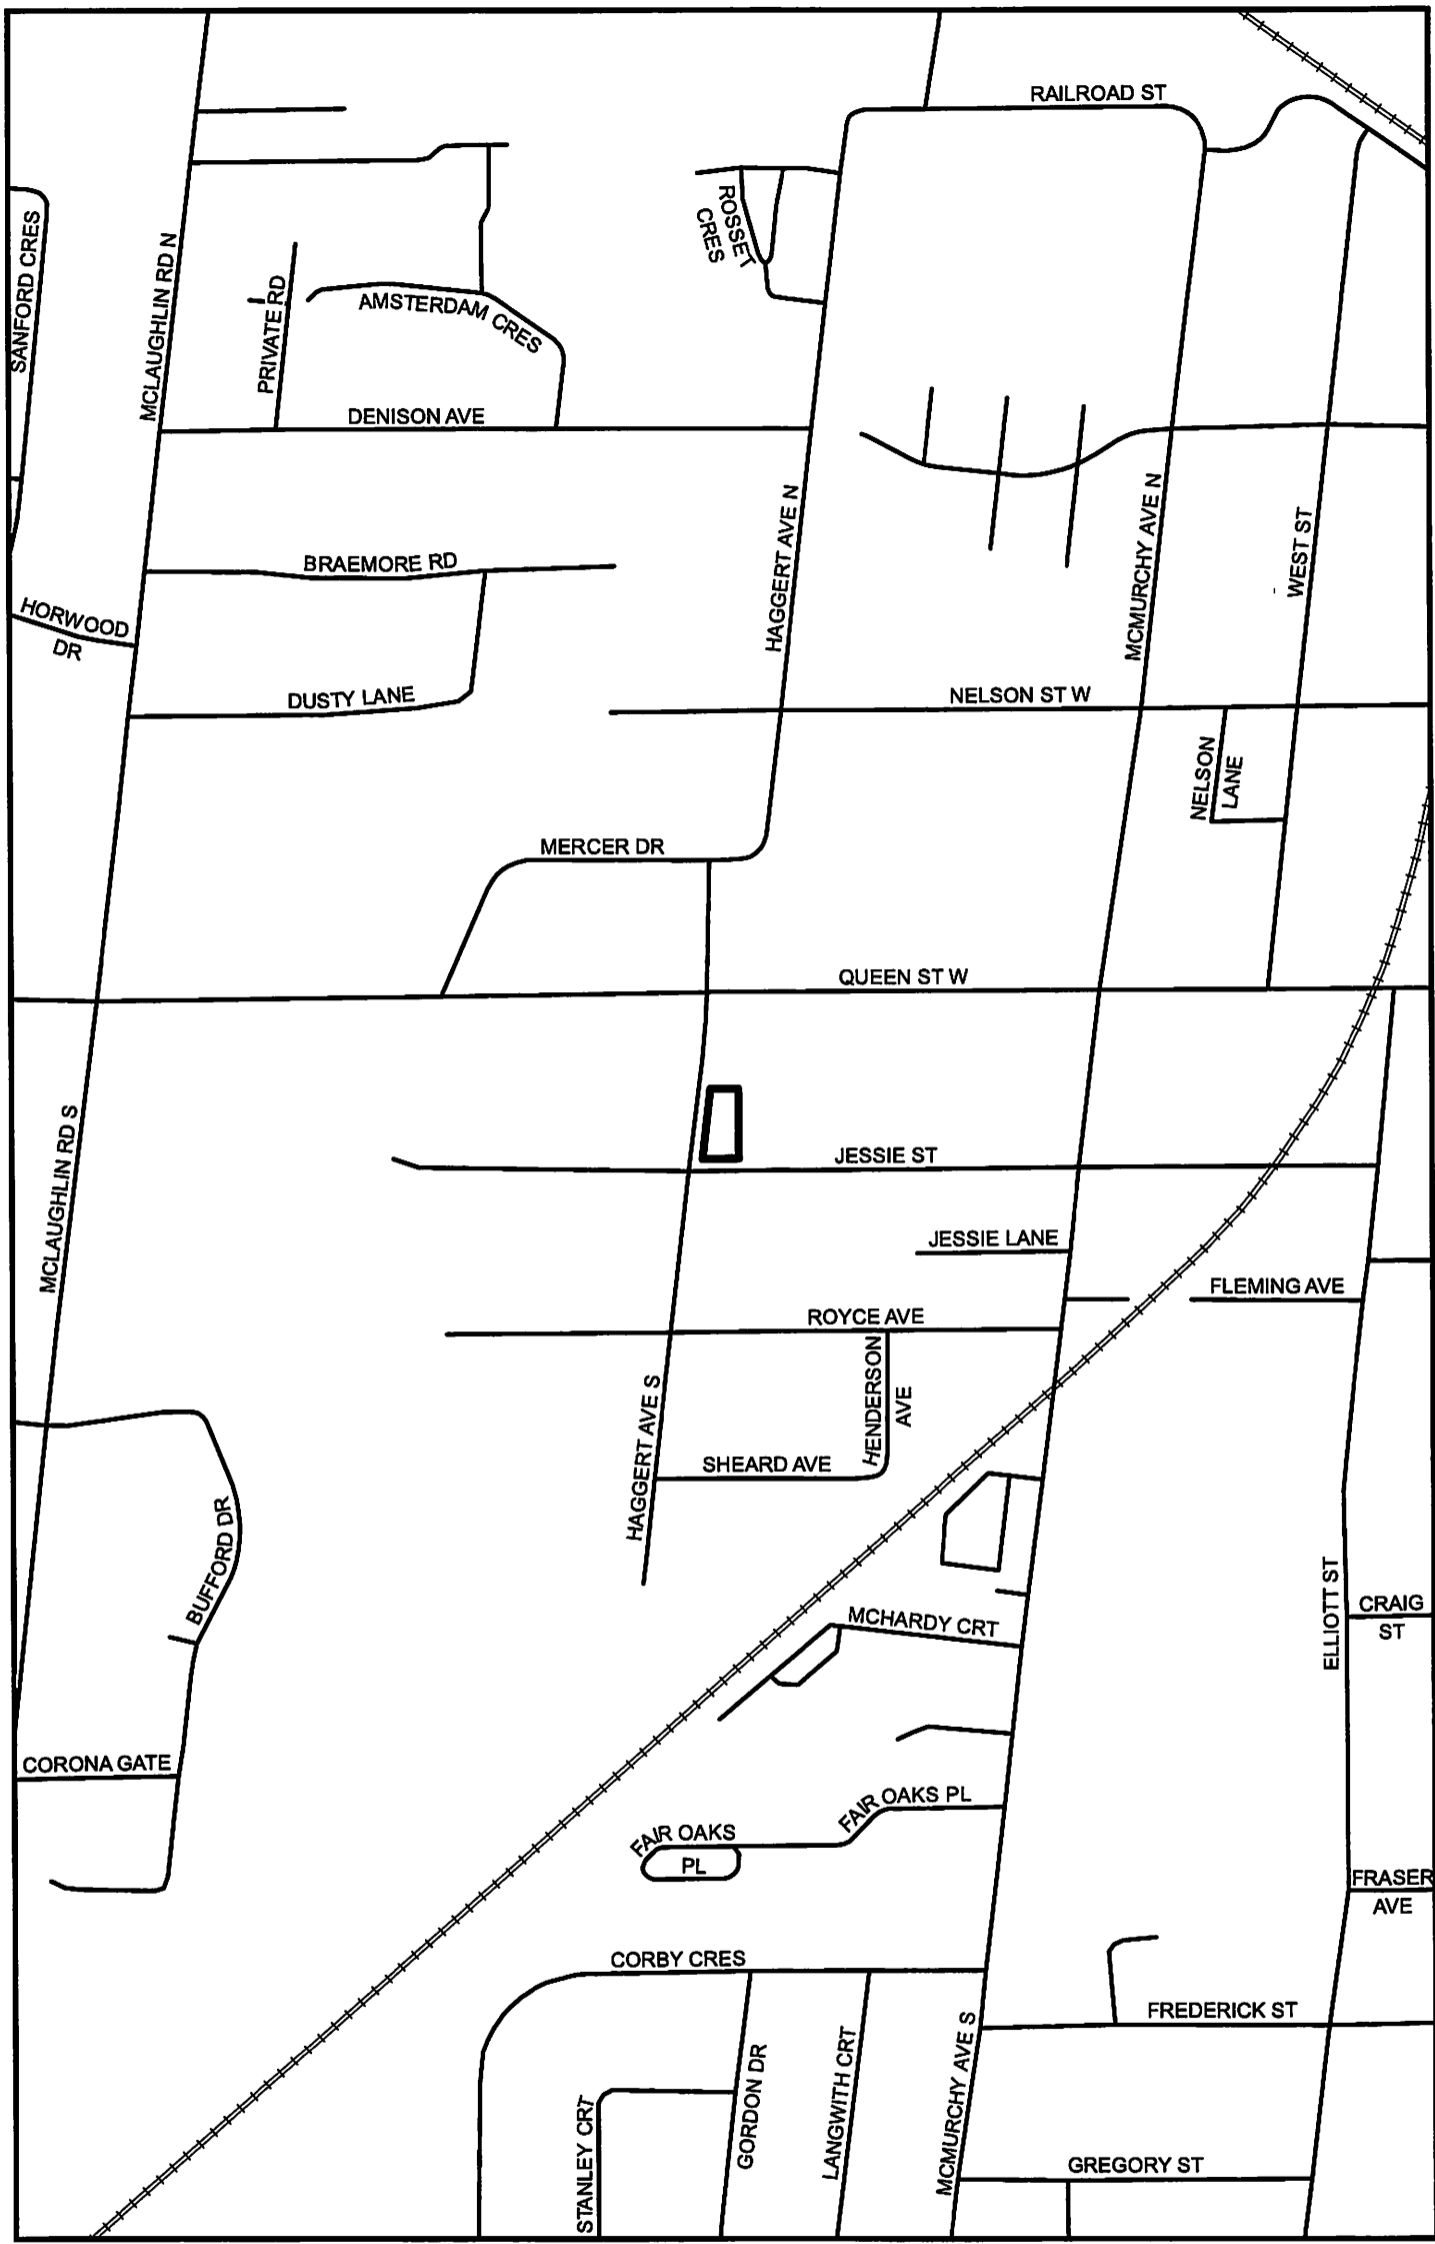 RAILROAD ST
SANFORD CRES
MCLAUGHLIN RD N
PRIVATE RD
AMSTERDAM CRES
ROSSET
CRES
DENISON AVE
HAGGERT AVE N
MCMURCHY AVE N
WEST ST
BRAEMORE RD
HORWOOD
DR
DUSTY LANE
NELSON ST W
NELSON
LANE
MERCER DR
QUEEN ST W
MCLAUGHLIN RD S
JESSIE ST
JESSIE LANE
FLEMING AVE
ROYCE AVE
HENDERSON
AVE
HAGGERT AVE S
SHEARD AVE
BUFFORD DR
MCHARDY CRT
ELLIOTT ST
CRAIG
ST
CORONA GATE
FAIR OAKS PL
FAIR OAKS
PL
FRASER
AVE
CORBY CRES
FREDERICK ST
STANLEY CRT
GORDON DR
LANGWITH CRT
MCMURCHY AVE S
GREGORY ST